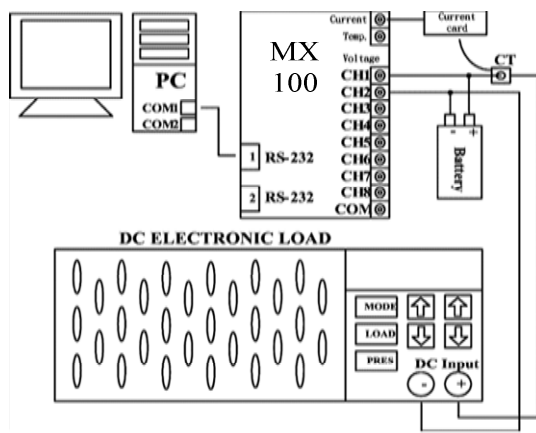 PC
COM1
COM2
MX
100
Current
Temp.
Voltage
CH1
CH2
CH3
CH4
CH5
CH6
CH7
CH8
COM
1 RS-232
2 RS-232
Current
card
CT
- +
Battery
DC ELECTRONIC LOAD
MODE
LOAD
PRES
DC Input
- +